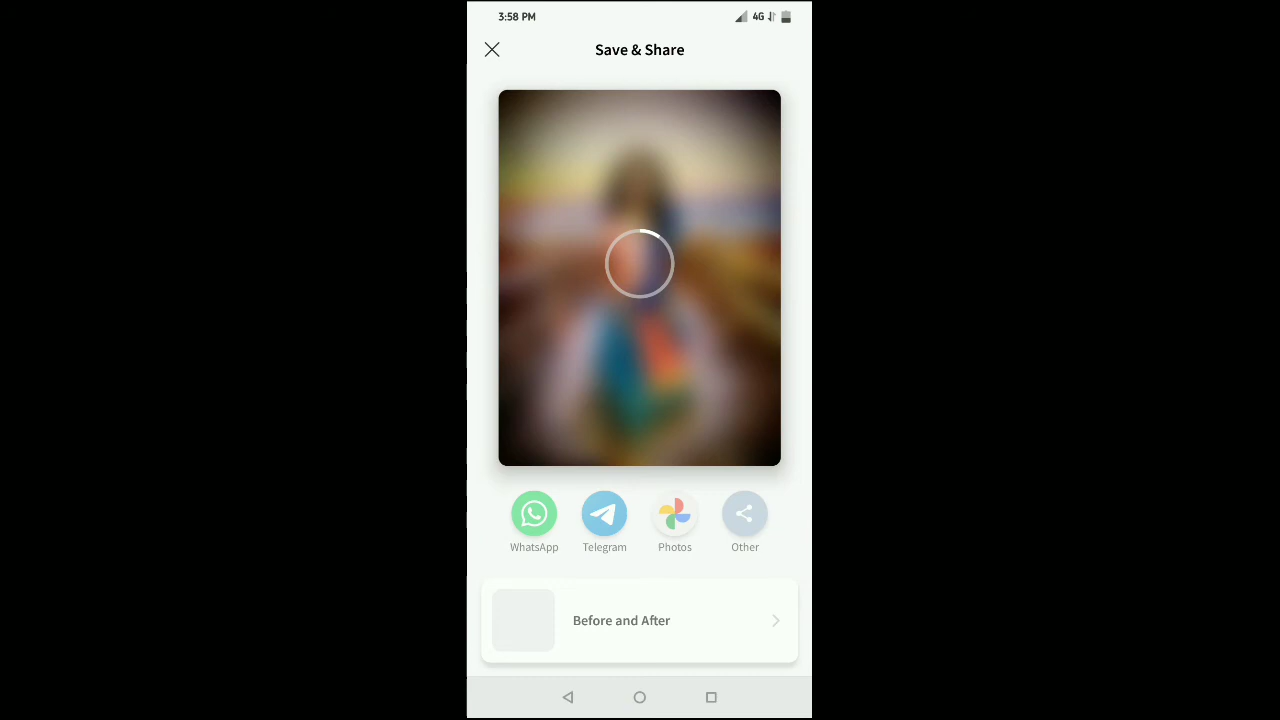 3:58 PM 4G
Save & Share
WhatsApp Telegram Photos Other
Before and After